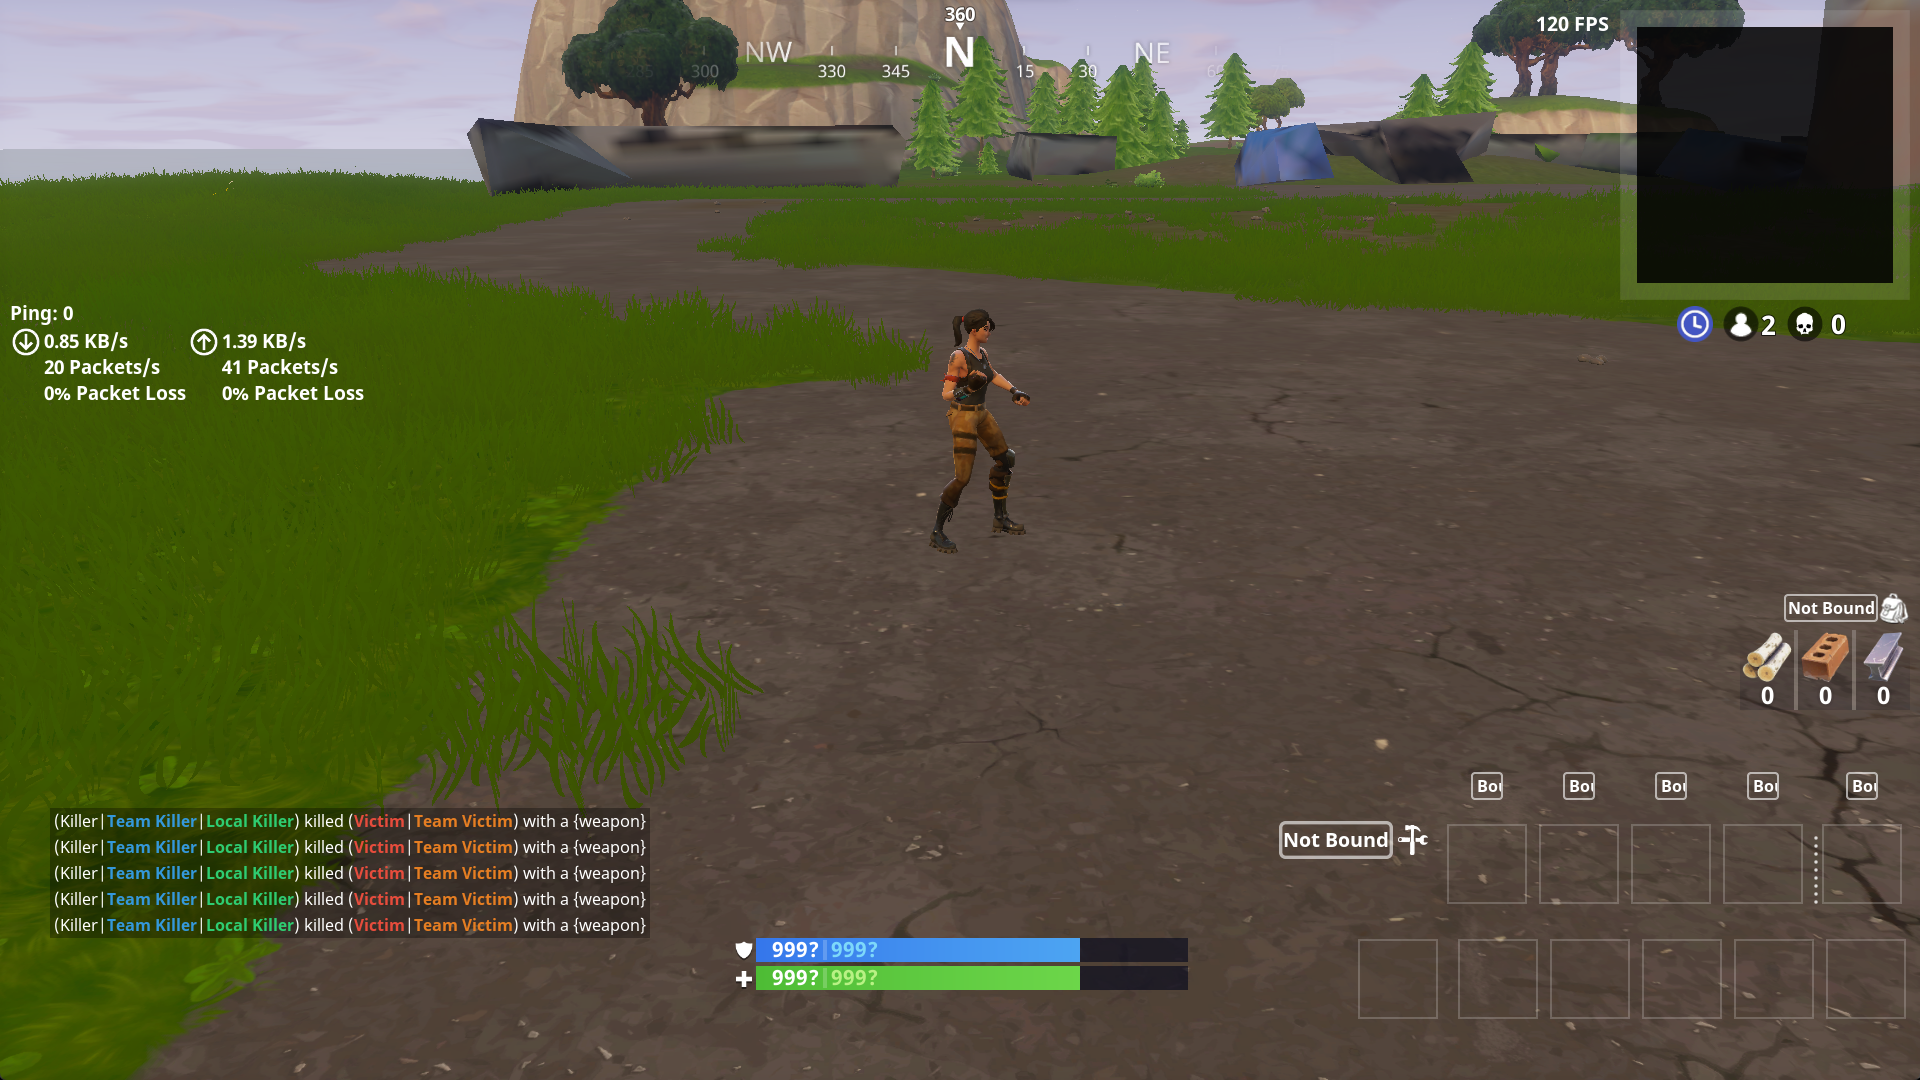 360
120 FPS
NW N NE
300 330 345 15 30
Ping: 0
0.85 KB/s 1.39 KB/s
20 Packets/s 41 Packets/s
0% Packet Loss 0% Packet Loss
2 0
Not Bound
0 0 0
Bou Bou Bou Bou Bou
Not Bound
(Killer|Team Killer|Local Killer) killed (Victim|Team Victim) with a {weapon}
(Killer|Team Killer|Local Killer) killed (Victim|Team Victim) with a {weapon}
(Killer|Team Killer|Local Killer) killed (Victim|Team Victim) with a {weapon}
(Killer|Team Killer|Local Killer) killed (Victim|Team Victim) with a {weapon}
(Killer|Team Killer|Local Killer) killed (Victim|Team Victim) with a {weapon}
999?|999?
999?|999?